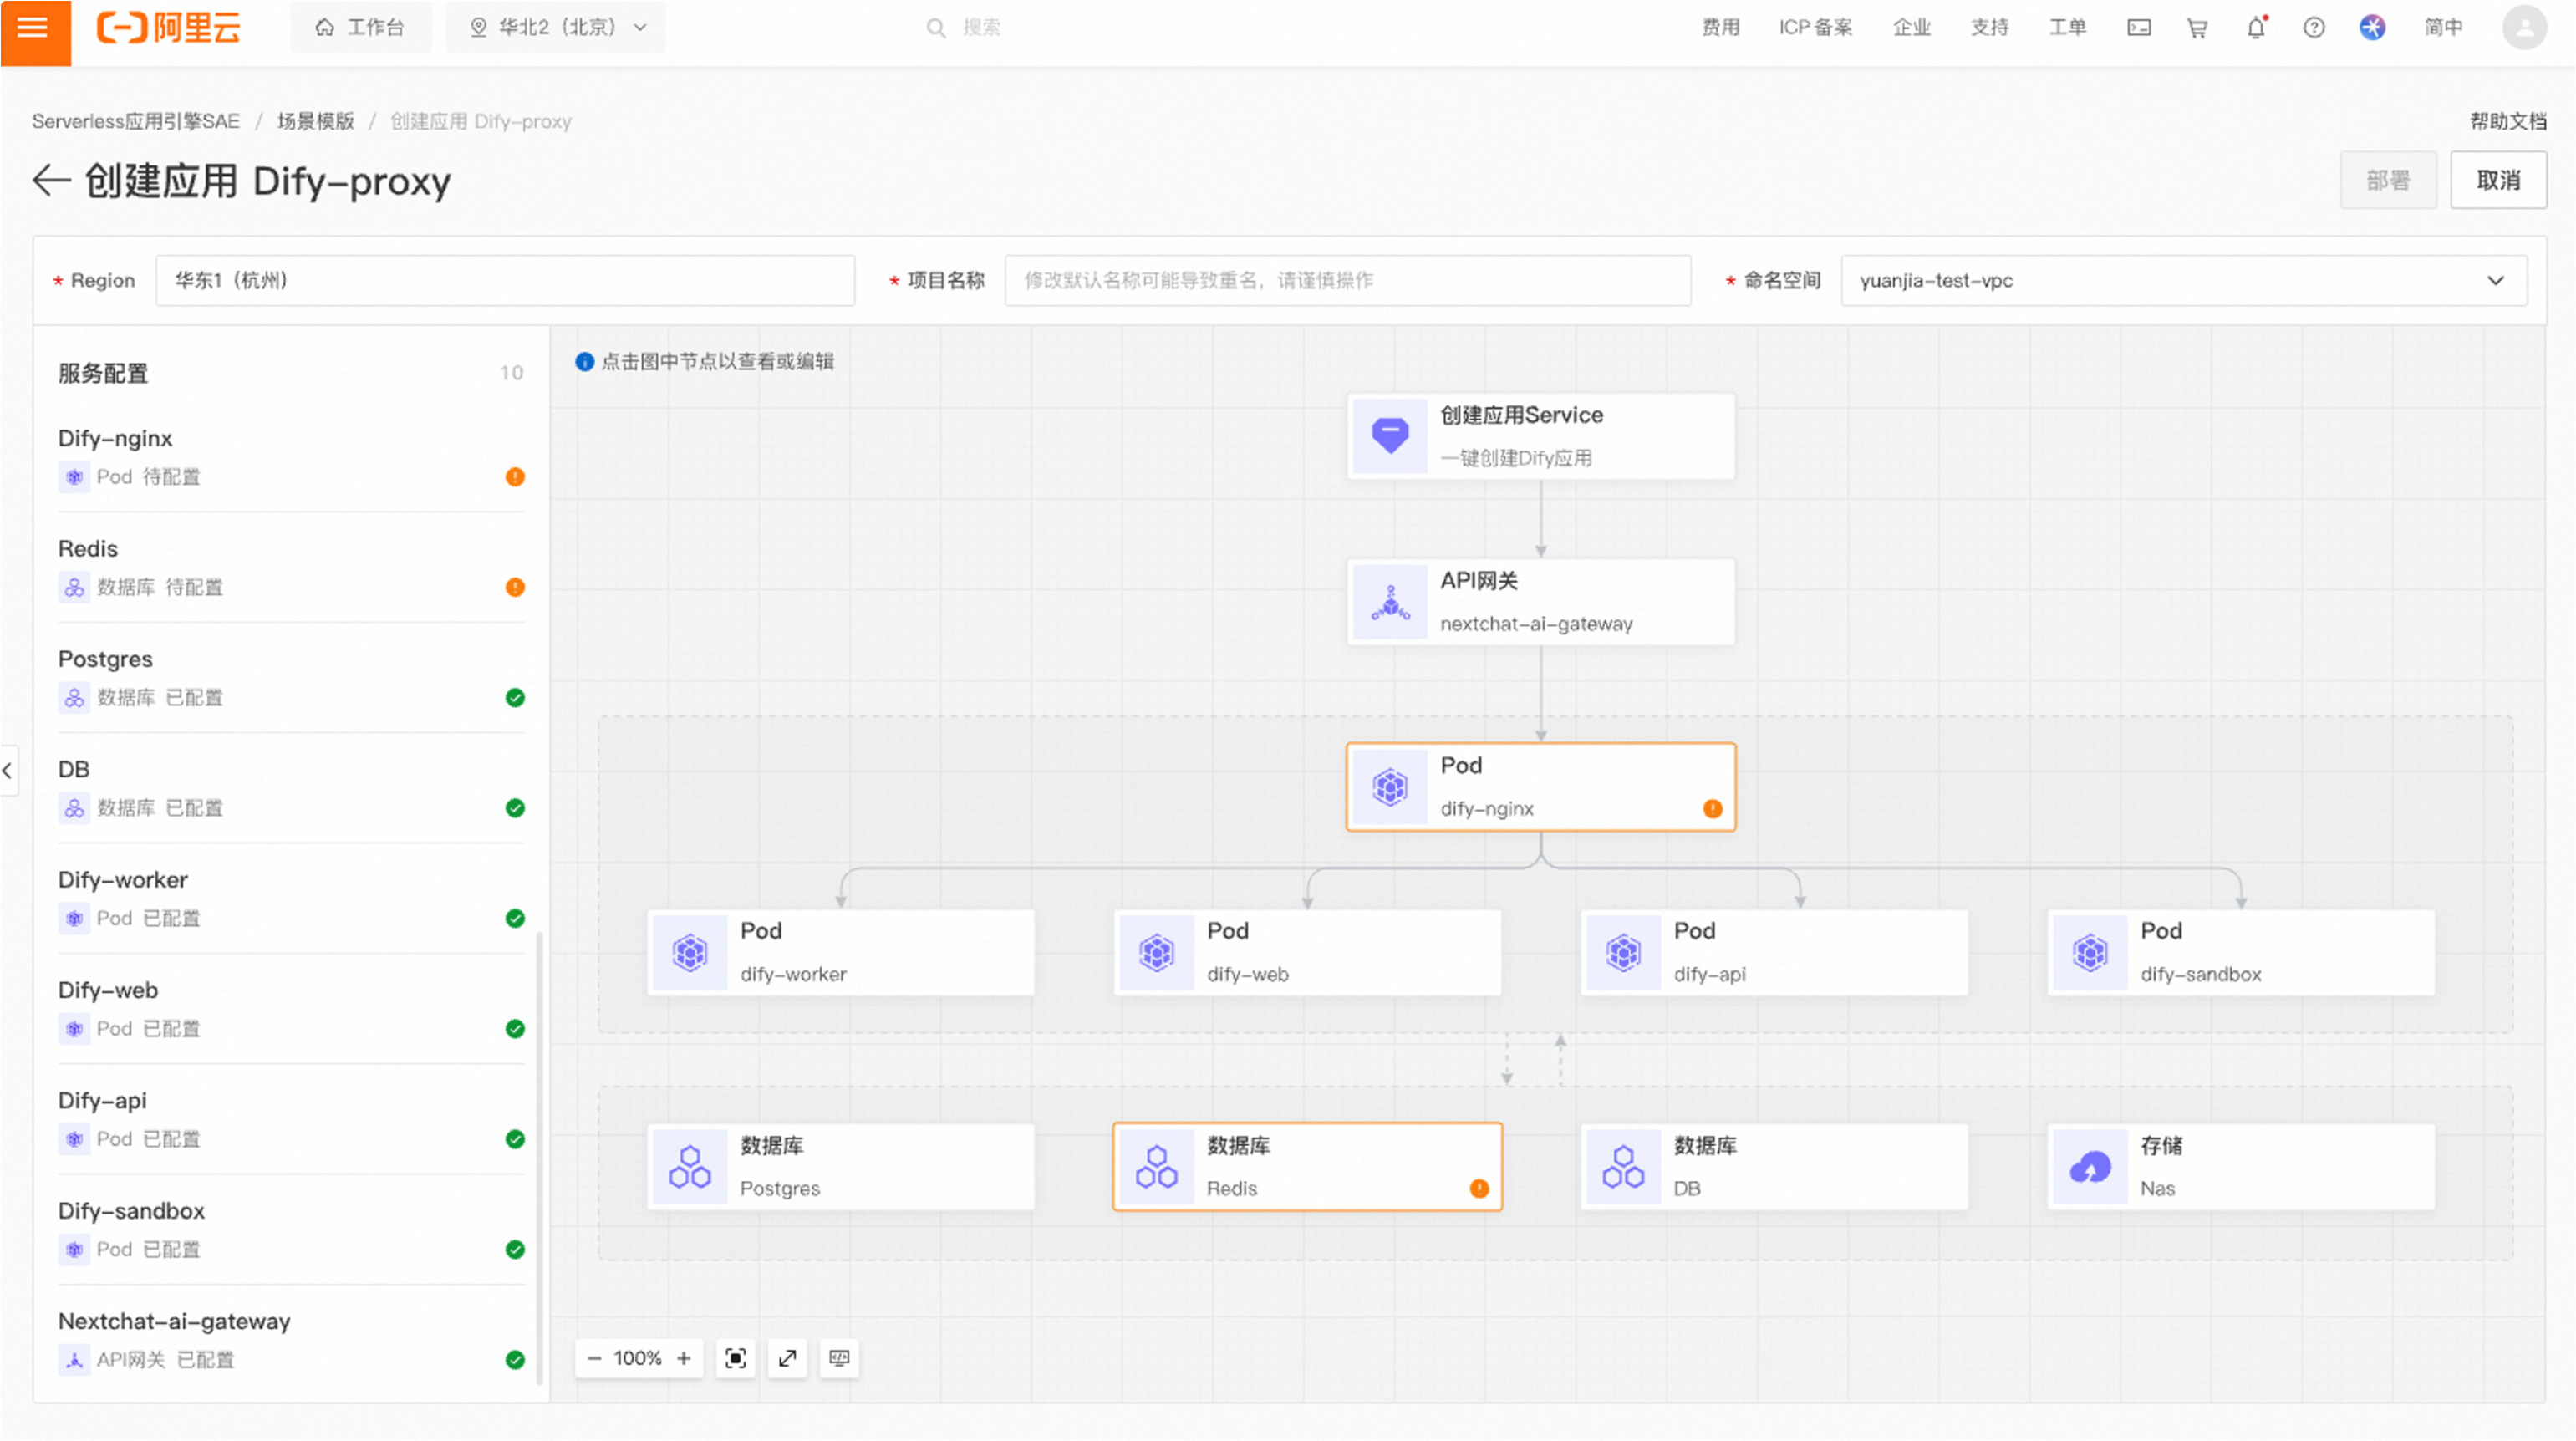 阿里云
工作台
华北2（北京）
搜索
费用
ICP 备案
企业
支持
工单
简中
Serverless应用引擎SAE / 场景模版 / 创建应用 Dify-proxy
帮助文档
创建应用 Dify-proxy
部署
取消
* Region
华东1（杭州）
* 项目名称
修改默认名称可能导致重名，请谨慎操作
* 命名空间
yuanjia-test-vpc
服务配置
10
Dify-nginx
Pod 待配置
Redis
数据库 待配置
Postgres
数据库 已配置
DB
数据库 已配置
Dify-worker
Pod 已配置
Dify-web
Pod 已配置
Dify-api
Pod 已配置
Dify-sandbox
Pod 已配置
Nextchat-ai-gateway
API网关 已配置
点击图中节点以查看或编辑
创建应用Service
一键创建Dify应用
API网关
nextchat-ai-gateway
Pod
dify-nginx
Pod
dify-worker
Pod
dify-web
Pod
dify-api
Pod
dify-sandbox
数据库
Postgres
数据库
Redis
数据库
DB
存储
Nas
100%